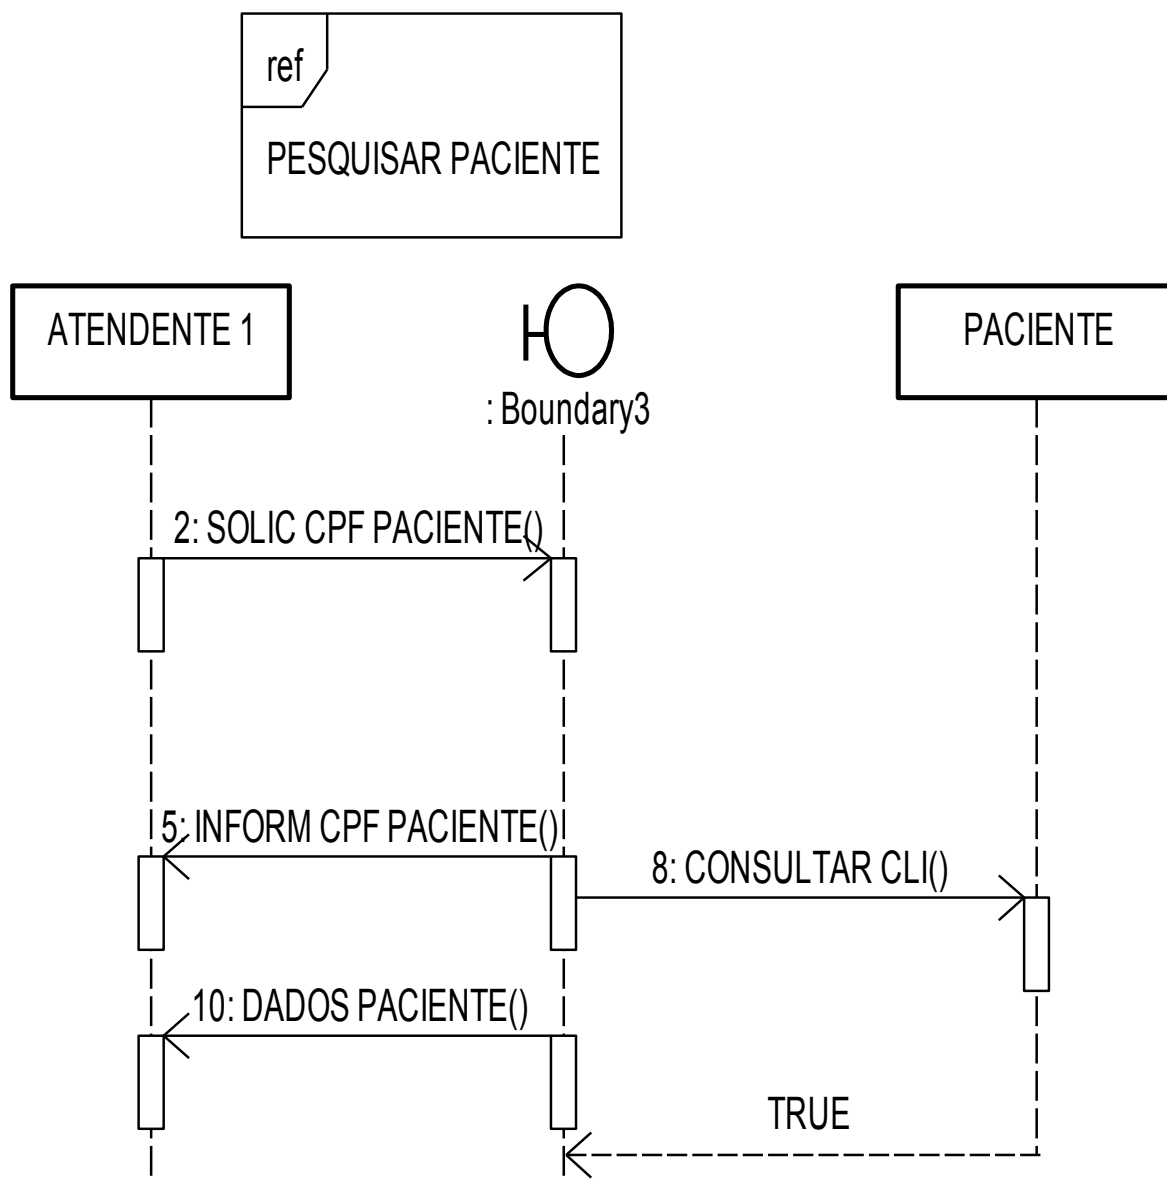 ref
PESQUISAR PACIENTE
ATENDENTE 1
: Boundary3
PACIENTE
2: SOLIC CPF PACIENTE()
5: INFORM CPF PACIENTE()
8: CONSULTAR CLI()
10: DADOS PACIENTE()
TRUE